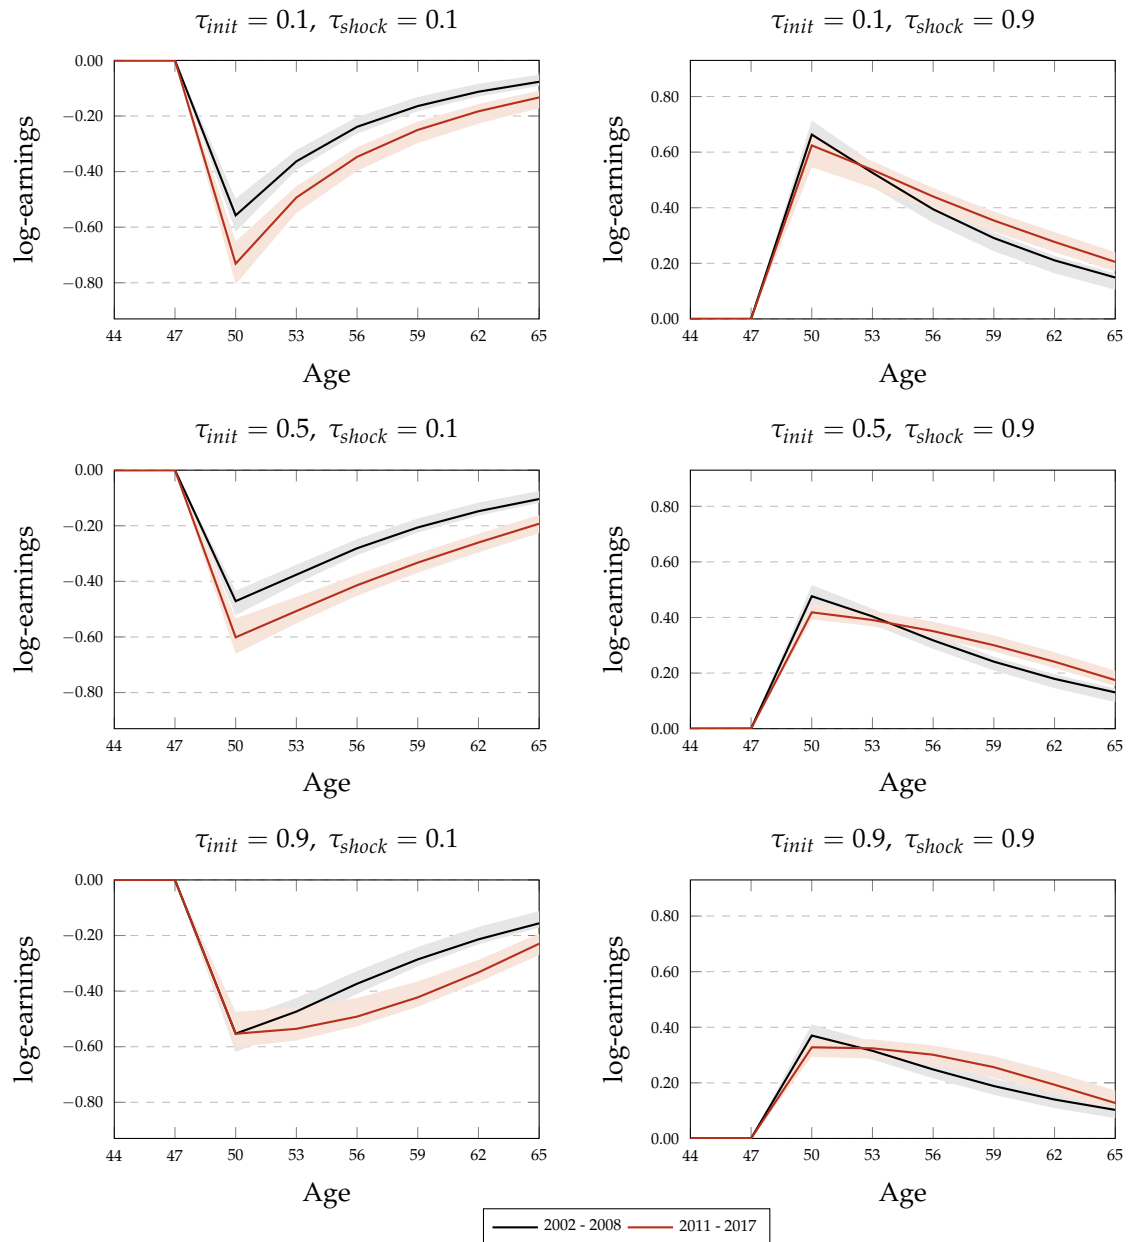 τinit = 0.1, τshock = 0.1
0.00
−0.20
−0.40
−0.60
−0.80
log-earnings
44 47 50 53 56 59 62 65
Age
τinit = 0.1, τshock = 0.9
0.80
0.60
0.40
0.20
0.00
log-earnings
44 47 50 53 56 59 62 65
Age
τinit = 0.5, τshock = 0.1
0.00
−0.20
−0.40
−0.60
−0.80
log-earnings
44 47 50 53 56 59 62 65
Age
τinit = 0.5, τshock = 0.9
0.80
0.60
0.40
0.20
0.00
log-earnings
44 47 50 53 56 59 62 65
Age
τinit = 0.9, τshock = 0.1
0.00
−0.20
−0.40
−0.60
−0.80
log-earnings
44 47 50 53 56 59 62 65
Age
τinit = 0.9, τshock = 0.9
0.80
0.60
0.40
0.20
0.00
log-earnings
44 47 50 53 56 59 62 65
Age
2002 - 2008 2011 - 2017